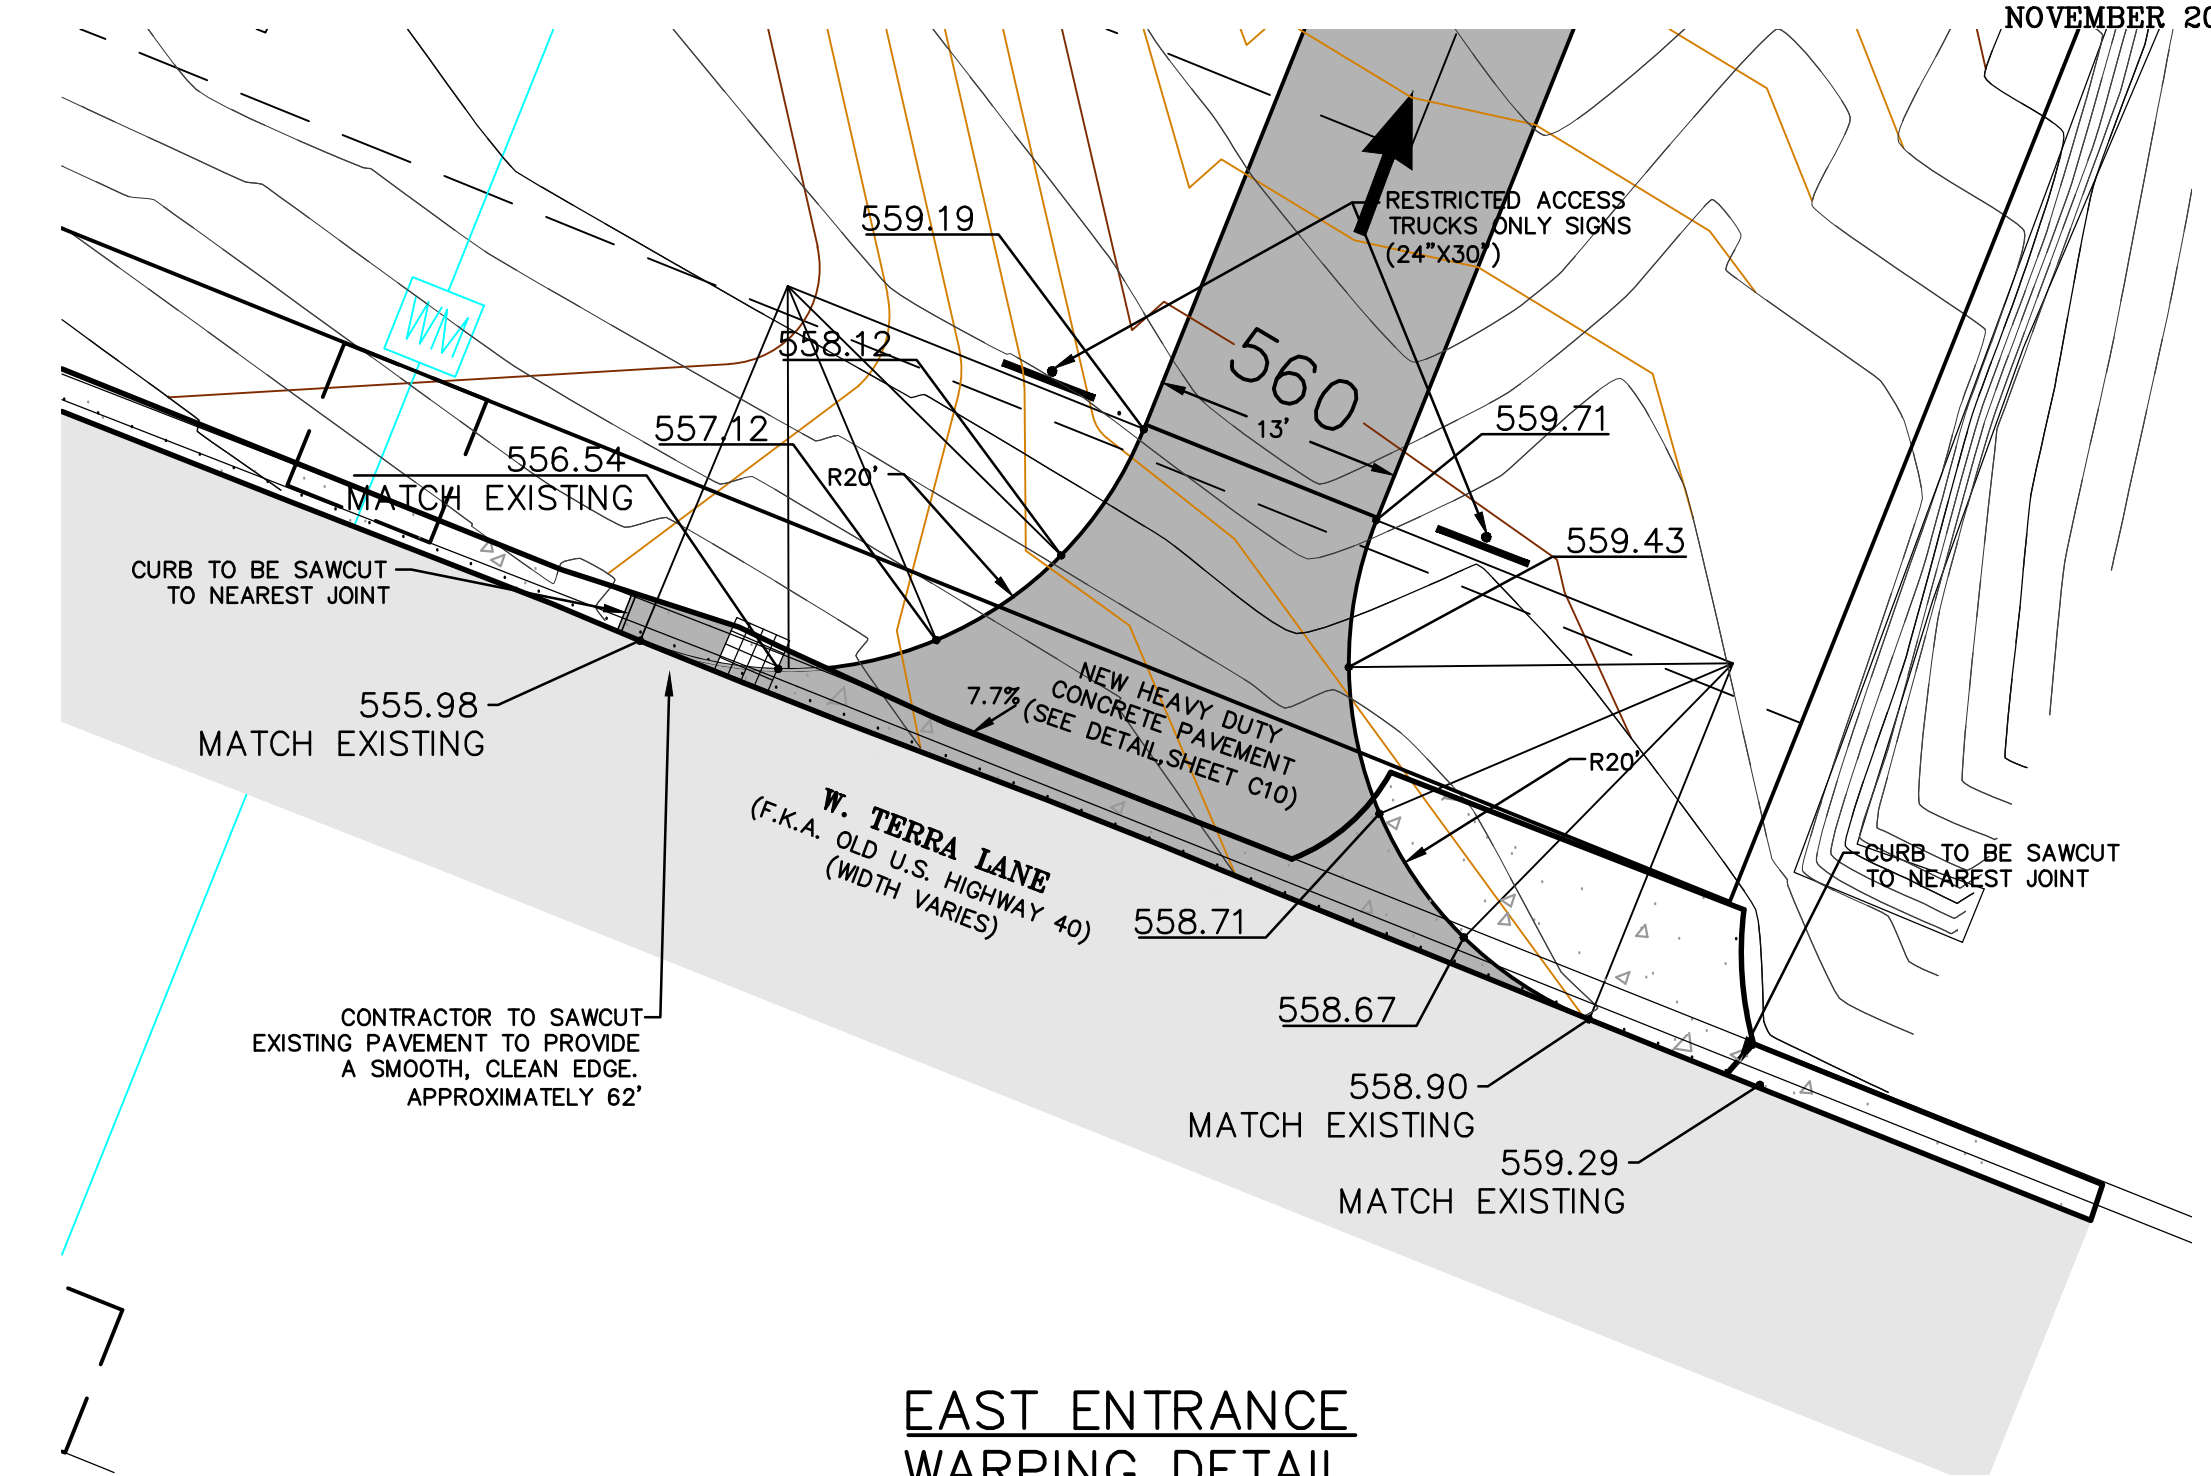 NOVEMBER 20
RESTRICTED ACCESS
TRUCKS ONLY SIGNS
(24"X30")
559.19
558.12
557.12
556.54
MATCH EXISTING
WM
R20'
560
13'
559.71
559.43
CURB TO BE SAWCUT
TO NEAREST JOINT
555.98
MATCH EXISTING
7.7%
NEW HEAVY DUTY
CONCRETE PAVEMENT
(SEE DETAIL, SHEET C10)
R20'
W. TERRA LANE
(F.K.A. OLD U.S. HIGHWAY 40)
(WIDTH VARIES)
CURB TO BE SAWCUT
TO NEAREST JOINT
558.71
558.67
CONTRACTOR TO SAWCUT
EXISTING PAVEMENT TO PROVIDE
A SMOOTH, CLEAN EDGE.
APPROXIMATELY 62'
558.90
MATCH EXISTING
559.29
MATCH EXISTING
EAST ENTRANCE
WARPING DETAIL